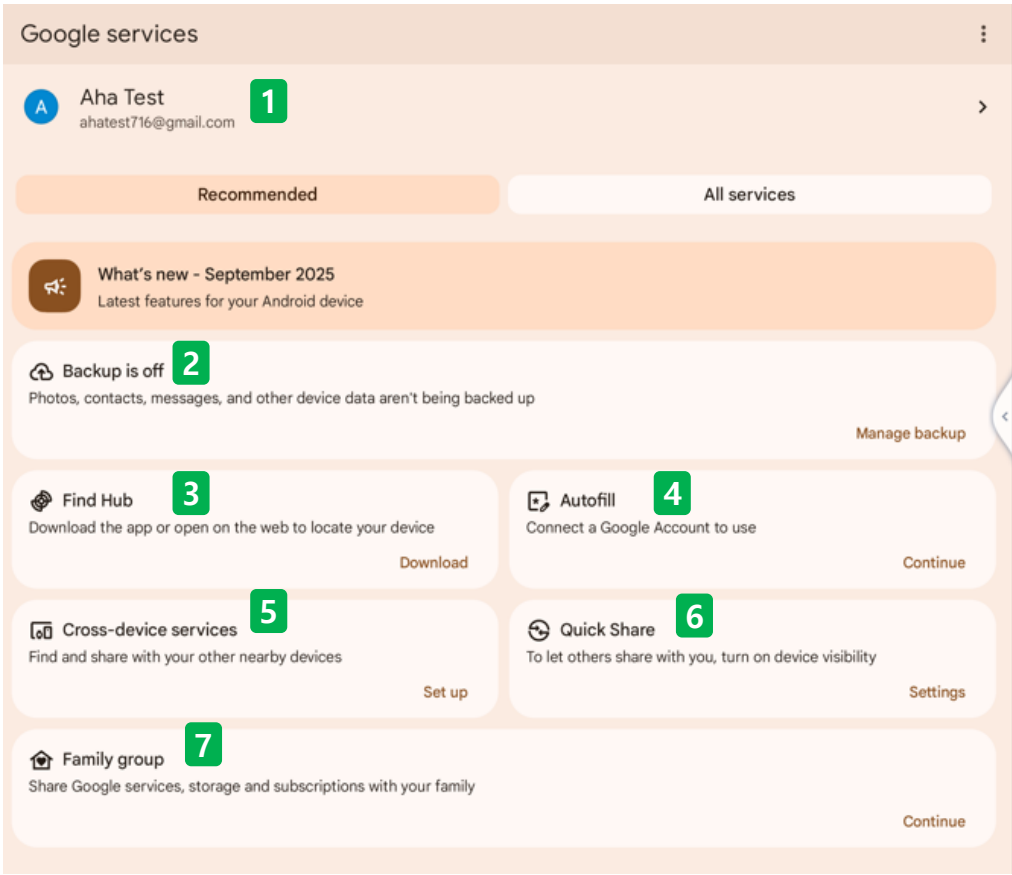 Google services
A
Aha Test
1
ahatest716@gmail.com
Recommended
All services
What's new - September 2025
Latest features for your Android device
Backup is off
2
Photos, contacts, messages, and other device data aren't being backed up
Manage backup
Find Hub
3
Download the app or open on the web to locate your device
Download
Autofill
4
Connect a Google Account to use
Continue
Cross-device services
5
Find and share with your other nearby devices
Set up
Quick Share
6
To let others share with you, turn on device visibility
Settings
Family group
7
Share Google services, storage and subscriptions with your family
Continue